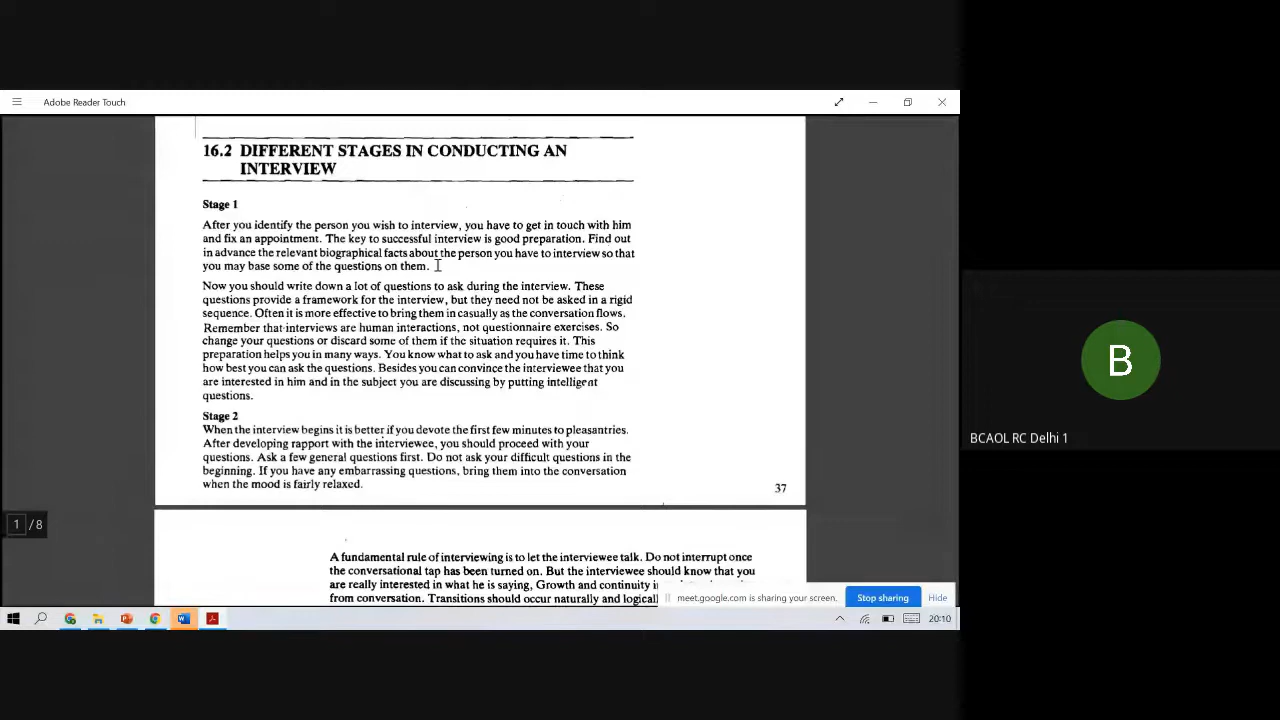 Adobe Reader Touch
16.2 DIFFERENT STAGES IN CONDUCTING AN
INTERVIEW
Stage 1
After you identify the person you wish to interview, you have to get in touch with him
and fix an appointment. The key to successful interview is good preparation. Find out
in advance the relevant biographical facts about the person you have to interview so that
you may base some of the questions on them.
Now you should write down a lot of questions to ask during the interview. These
questions provide a framework for the interview, but they need not be asked in a rigid
sequence. Often it is more effective to bring them in casually as the conversation flows.
Remember that interviews are human interactions, not questionnaire exercises. So
change your questions or discard some of them if the situation requires it. This
preparation helps you in many ways. You know what to ask and you have time to think
how best you can ask the questions. Besides you can convince the interviewee that you
are interested in him and in the subject you are discussing by putting intelligent
questions.
Stage 2
When the interview begins it is better if you devote the first few minutes to pleasantries.
After developing rapport with the interviewee, you should proceed with your
questions. Ask a few general questions first. Do not ask your difficult questions in the
beginning. If you have any embarrassing questions, bring them into the conversation
when the mood is fairly relaxed.
37
1 / 8
A fundamental rule of interviewing is to let the interviewee talk. Do not interrupt once
the conversational tap has been turned on. But the interviewee should know that you
are really interested in what he is saying, Growth and continuity
from conversation. Transitions should occur naturally and
meet.google.com is sharing your screen.
Stop sharing
Hide
20:10
B
BCAOL RC Delhi 1